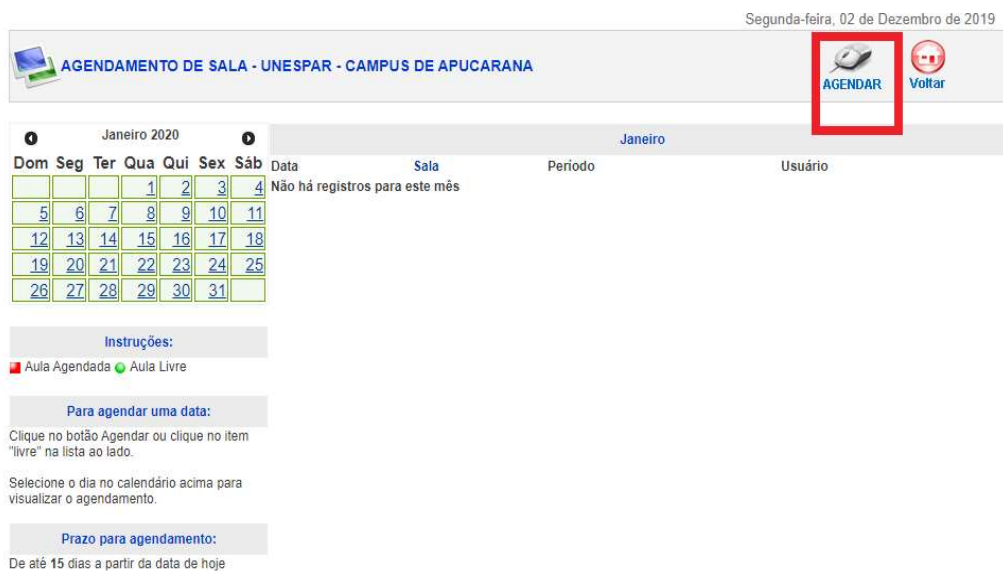 Segunda-feira, 02 de Dezembro de 2019
AGENDAMENTO DE SALA - UNESPAR - CAMPUS DE APUCARANA
AGENDAR
Voltar
Janeiro 2020
Dom Seg Ter Qua Qui Sex Sáb
1 2 3 4
5 6 7 8 9 10 11
12 13 14 15 16 17 18
19 20 21 22 23 24 25
26 27 28 29 30 31
Janeiro
Data Sala Período Usuário
Não há registros para este mês
Instruções:
Aula Agendada Aula Livre
Para agendar uma data:
Clique no botão Agendar ou clique no item
"livre" na lista ao lado.
Selecione o dia no calendário acima para
visualizar o agendamento.
Prazo para agendamento:
De até 15 dias a partir da data de hoje